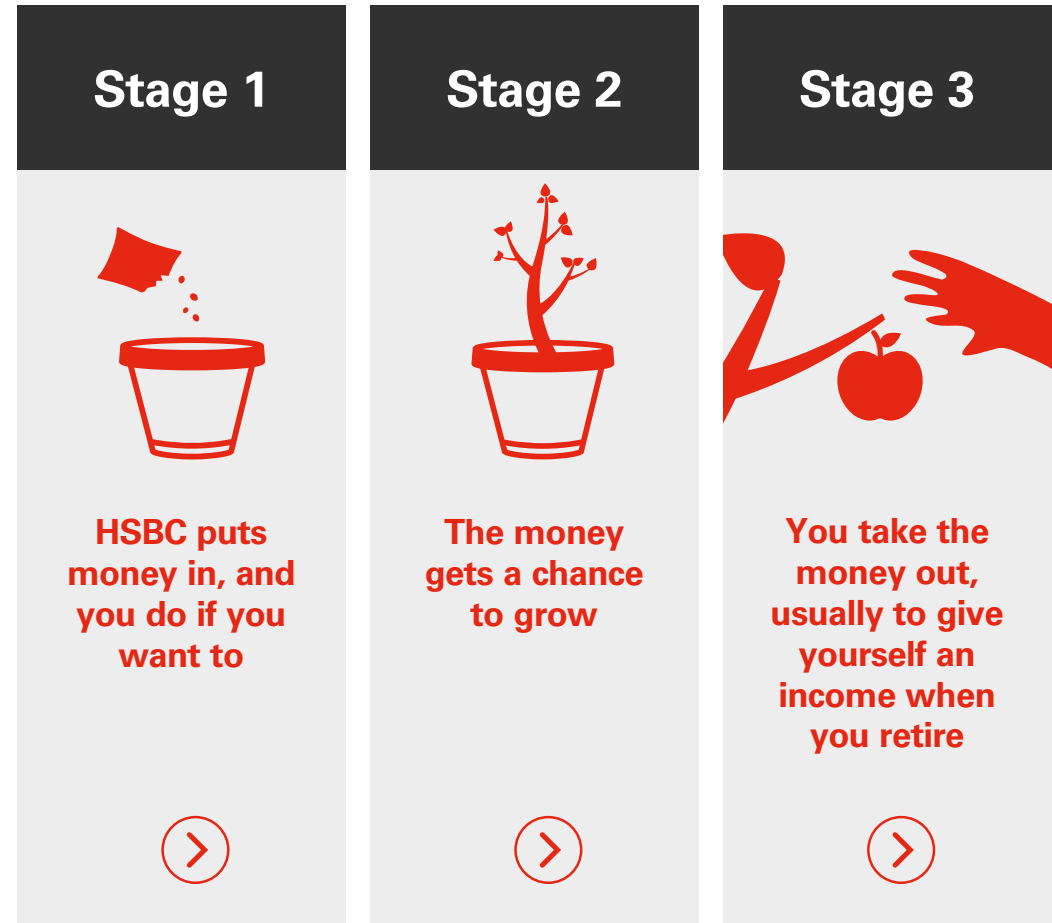 Stage 1
HSBC puts
money in, and
you do if you
want to
Stage 2
The money
gets a chance
to grow
Stage 3
You take the
money out,
usually to give
yourself an
income when
you retire